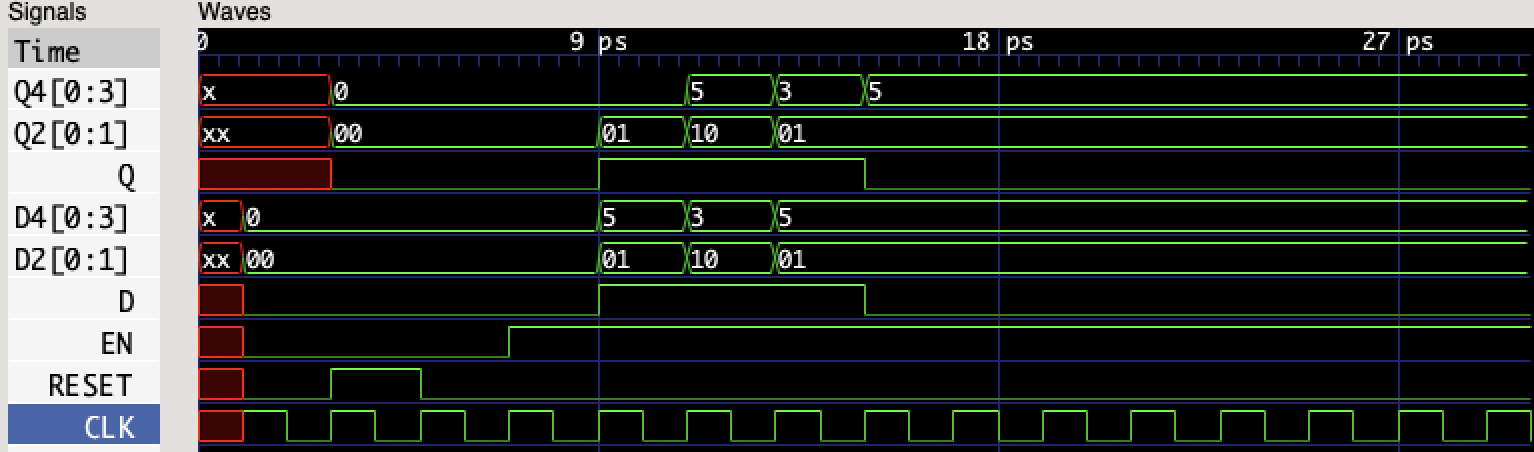 Signals Waves
Time 0 9 ps 18 ps 27 ps
Q4[0:3] x 0 5 3 5
Q2[0:1] xx 00 01 10 01
Q
D4[0:3] x 0 5 3 5
D2[0:1] xx 00 01 10 01
D
EN
RESET
CLK